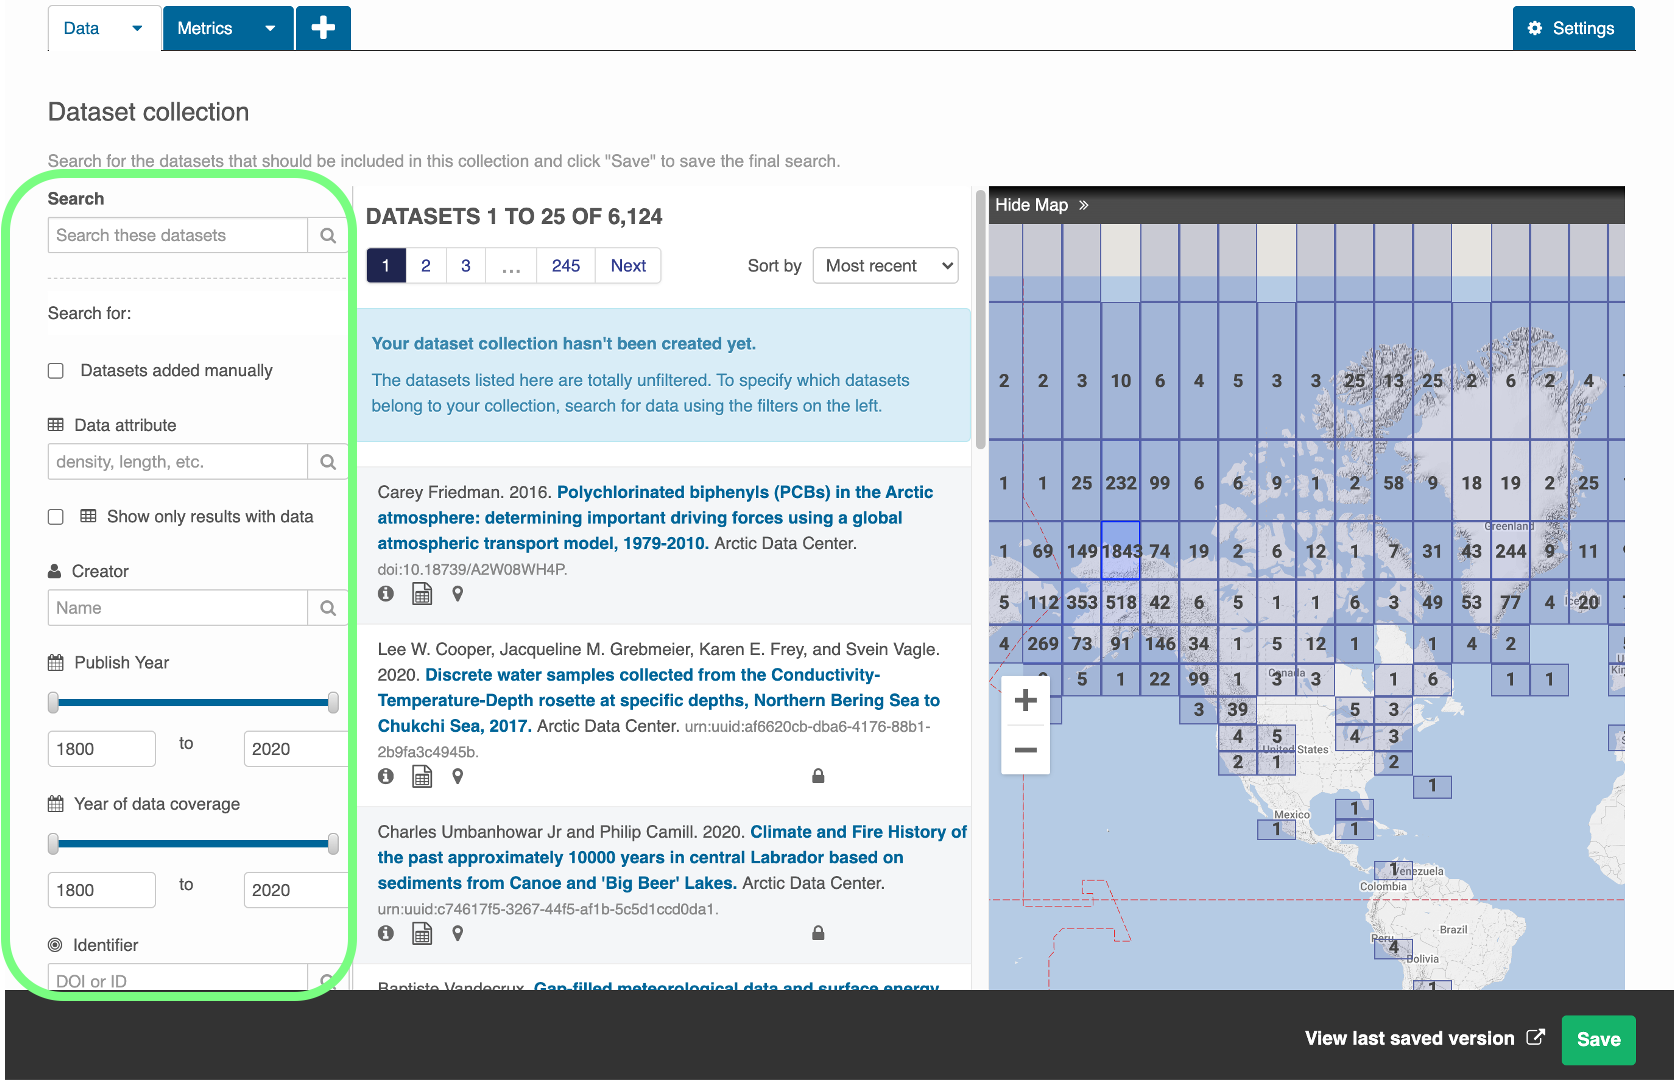 Data
Metrics
Settings
Dataset collection
Search for the datasets that should be included in this collection and click "Save" to save the final search.
Search
Search these datasets
Search for:
Datasets added manually
Data attribute
density, length, etc.
Show only results with data
Creator
Name
Publish Year
1800 to 2020
Year of data coverage
1800 to 2020
Identifier
DOI or ID
DATASETS 1 TO 25 OF 6,124
1 2 3 ... 245 Next
Sort by Most recent
Your dataset collection hasn't been created yet.
The datasets listed here are totally unfiltered. To specify which datasets
belong to your collection, search for data using the filters on the left.
Carey Friedman. 2016. Polychlorinated biphenyls (PCBs) in the Arctic
atmosphere: determining important driving forces using a global
atmospheric transport model, 1979-2010. Arctic Data Center.
doi:10.18739/A2W08WH4P.
Lee W. Cooper, Jacqueline M. Grebmeier, Karen E. Frey, and Svein Vagle.
2020. Discrete water samples collected from the Conductivity-
Temperature-Depth rosette at specific depths, Northern Bering Sea to
Chukchi Sea, 2017. Arctic Data Center. urn:uuid:af6620cb-dba6-4176-88b1-
2b9fa3c4945b.
Charles Umbanhowar Jr and Philip Camill. 2020. Climate and Fire History of
the past approximately 10000 years in central Labrador based on
sediments from Canoe and 'Big Beer' Lakes. Arctic Data Center.
urn:uuid:c74617f5-3267-44f5-af1b-5c5d1ccd0da1.
Baptiste Vandecrux. Gap-filled meteorological data and surface energy
Hide Map »
2 2 3 10 6 4 5 3 3 25 13 25 2 6 2 4
1 1 25 232 99 6 6 9 1 2 58 9 18 19 2 25
Greenland
1 69 149 1843 74 19 2 6 12 1 7 31 43 244 9 11
5 112 353 518 42 6 5 1 1 6 3 49 53 77 4 20
4 269 73 91 146 34 1 5 12 1 1 4 2
Canada
5 1 22 99 1 3 3 1 6 1 1
3 39 5 3
4 5 4 3
United States
2 1 2
1
1
Mexico
1 1
1
Venezuela
Colombia
Brazil
Peru
4
Bolivia
1
+
−
View last saved version
Save